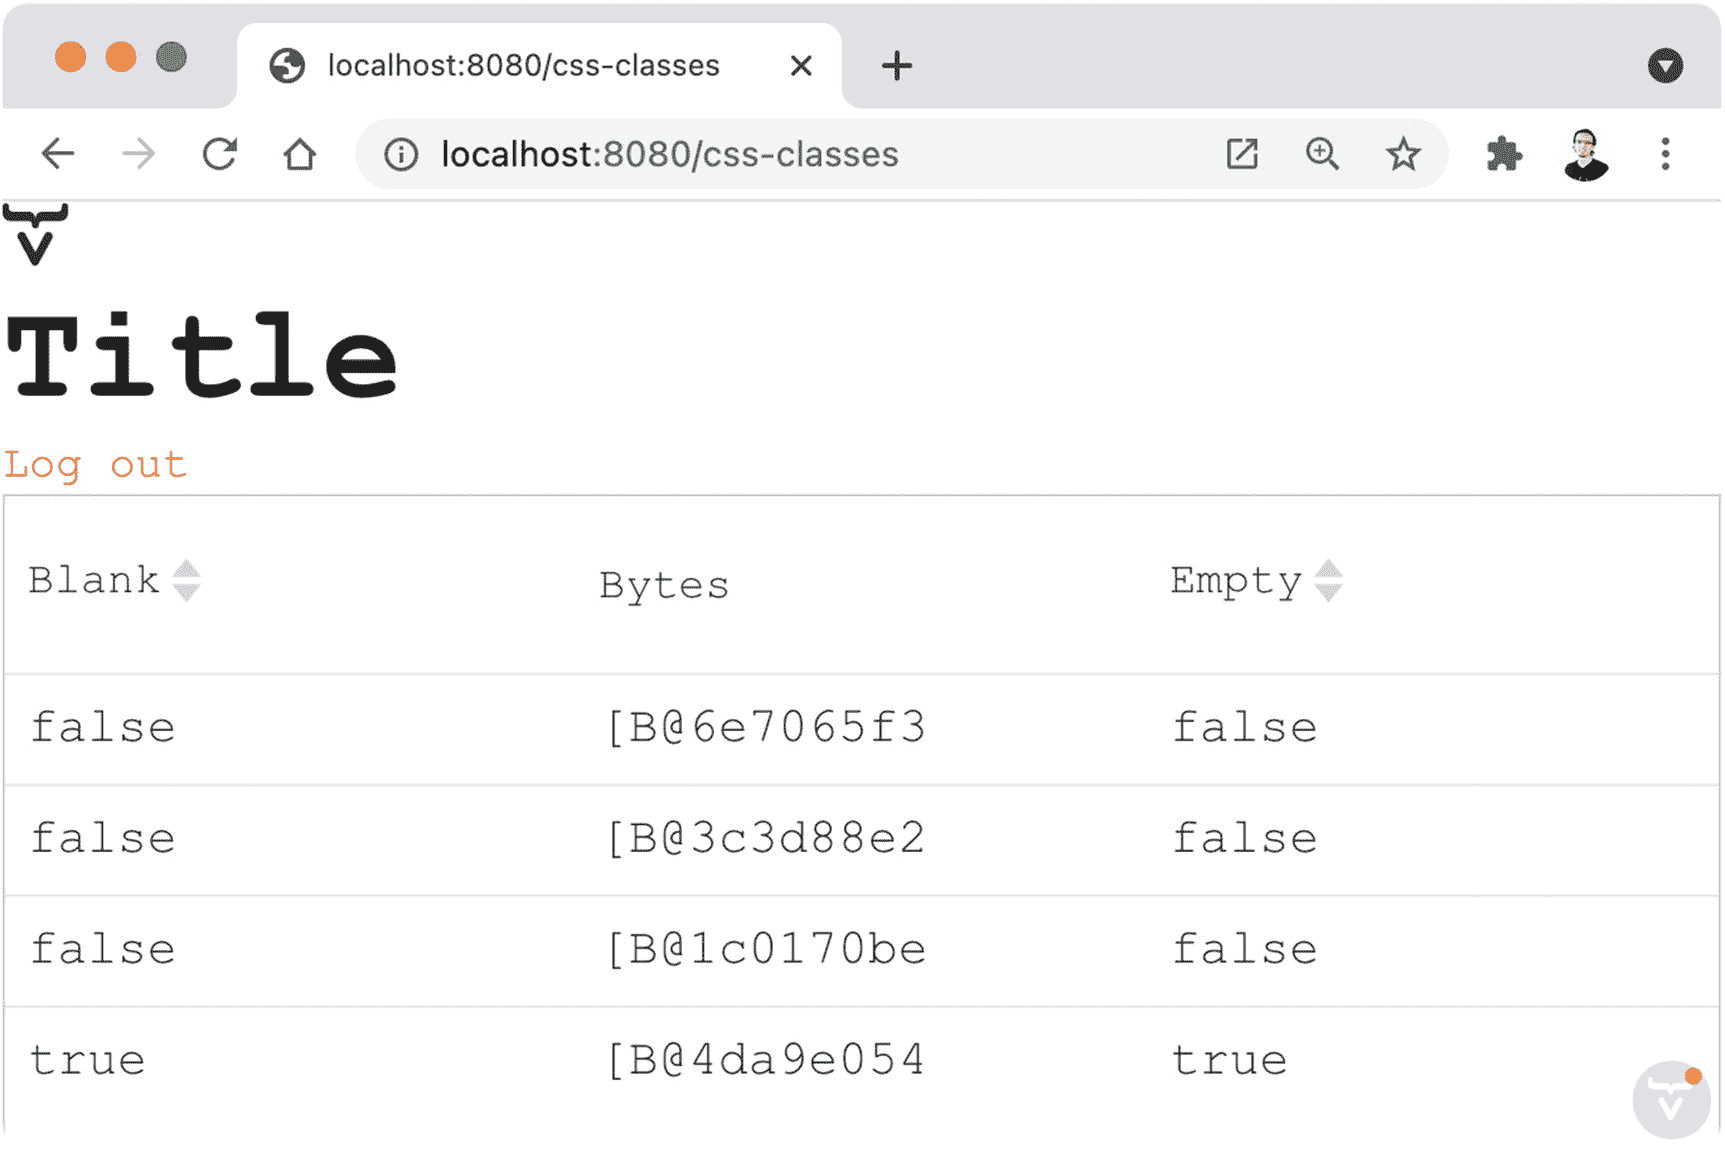 localhost:8080/css-classes
localhost:8080/css-classes
Title
Log out
Blank Bytes Empty
false [B@6e7065f3 false
false [B@3c3d88e2 false
false [B@1c0170be false
true [B@4da9e054 true